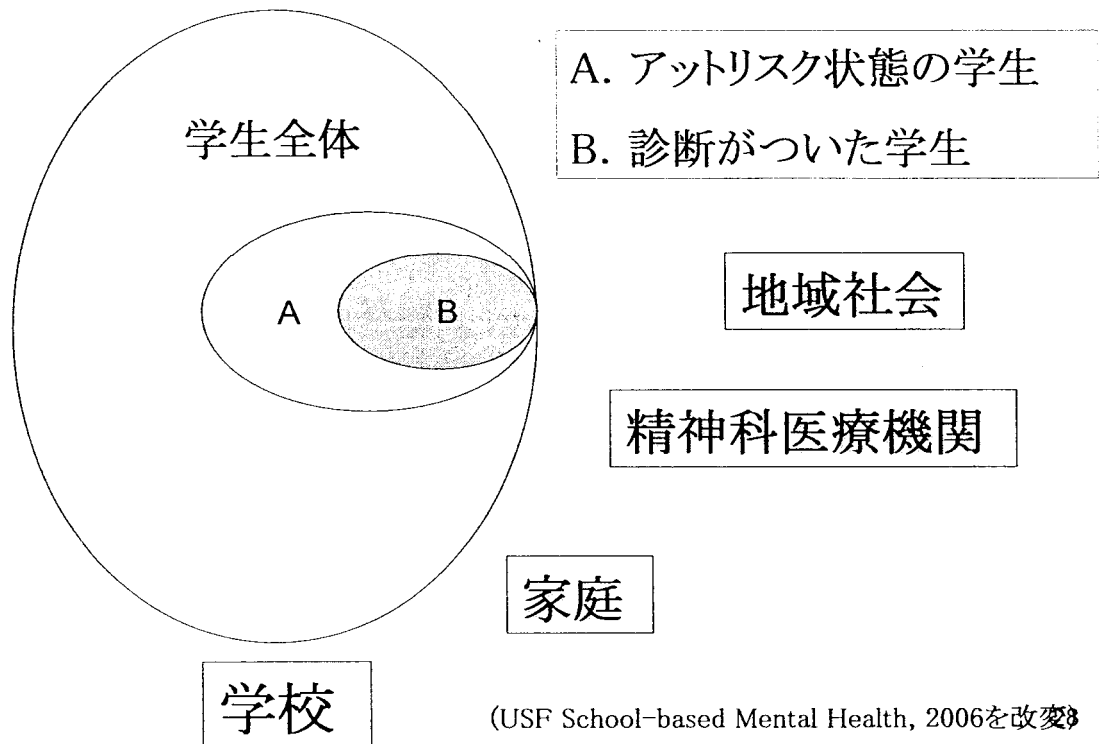 A. アットリスク状態の学生
B. 診断がついた学生
学生全体
A
B
地域社会
精神科医療機関
家庭
学校
(USF School-based Mental Health, 2006を改変)
28